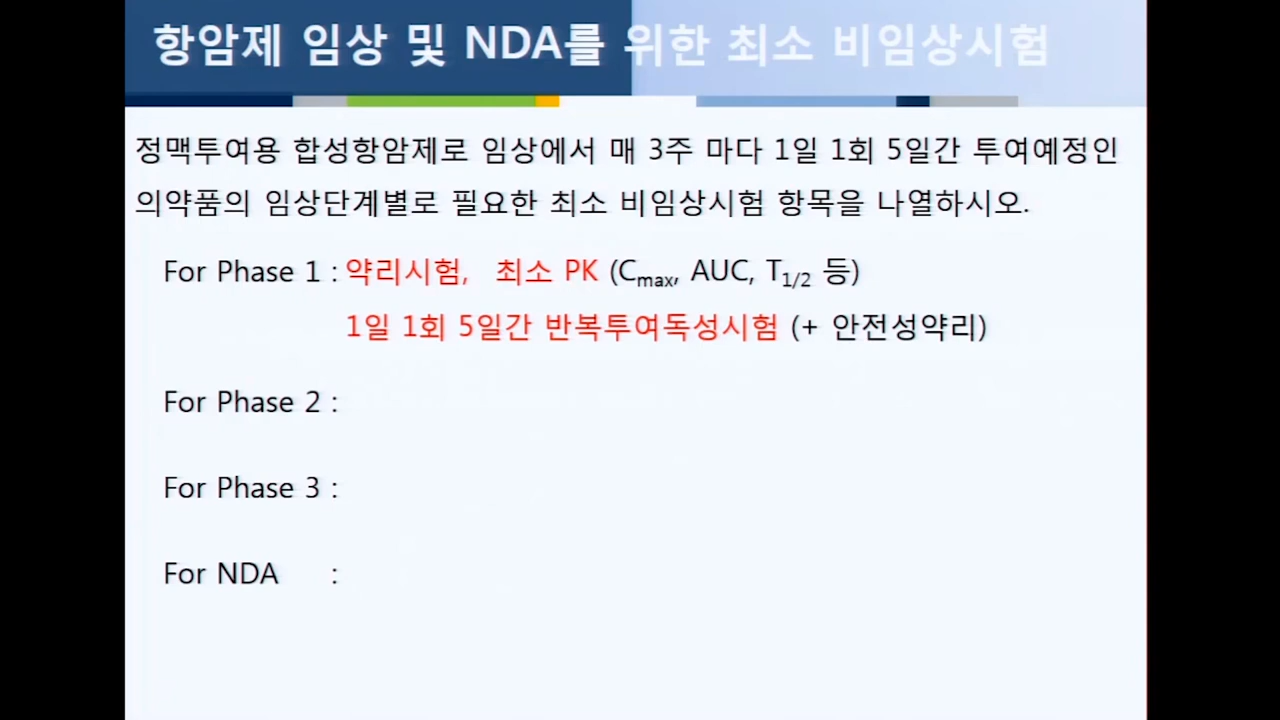 항암제 임상 및 NDA를 위한 최소 비임상시험
정맥투여용 합성항암제로 임상에서 매 3주 마다 1일 1회 5일간 투여예정인
의약품의 임상단계별로 필요한 최소 비임상시험 항목을 나열하시오.
For Phase 1 : 약리시험, 최소 PK (Cmax, AUC, T1/2 등)
1일 1회 5일간 반복투여독성시험 (+ 안전성약리)
For Phase 2 :
For Phase 3 :
For NDA :